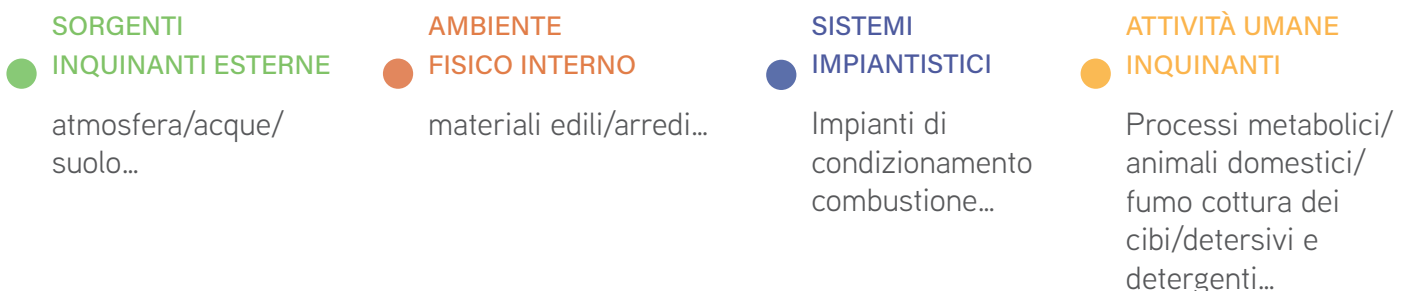 SORGENTI
INQUINANTI ESTERNE
atmosfera/acque/
suolo...
AMBIENTE
FISICO INTERNO
materiali edili/arredi...
SISTEMI
IMPIANTISTICI
Impianti di
condizionamento
combustione...
ATTIVITÀ UMANE
INQUINANTI
Processi metabolici/
animali domestici/
fumo cottura dei
cibi/detersivi e
detergenti...